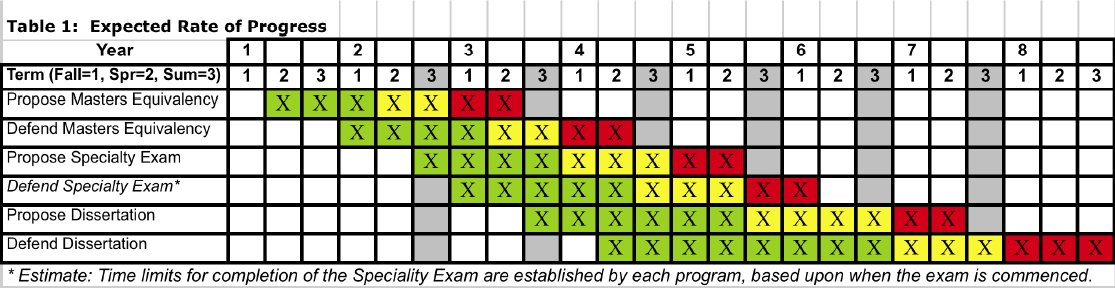 Table 1: Expected Rate of Progress
Year 1 2 3 4 5 6 7 8
Term (Fall=1, Spr=2, Sum=3) 1 2 3 1 2 3 1 2 3 1 2 3 1 2 3 1 2 3 1 2 3 1 2 3
Propose Masters Equivalency X X X X X X X
Defend Masters Equivalency X X X X X X X X
Propose Specialty Exam X X X X X X X X X
Defend Specialty Exam* X X X X X X X X X X
Propose Dissertation X X X X X X X X X X X X
Defend Dissertation X X X X X X X X X X X X X X
* Estimate: Time limits for completion of the Speciality Exam are established by each program, based upon when the exam is commenced.